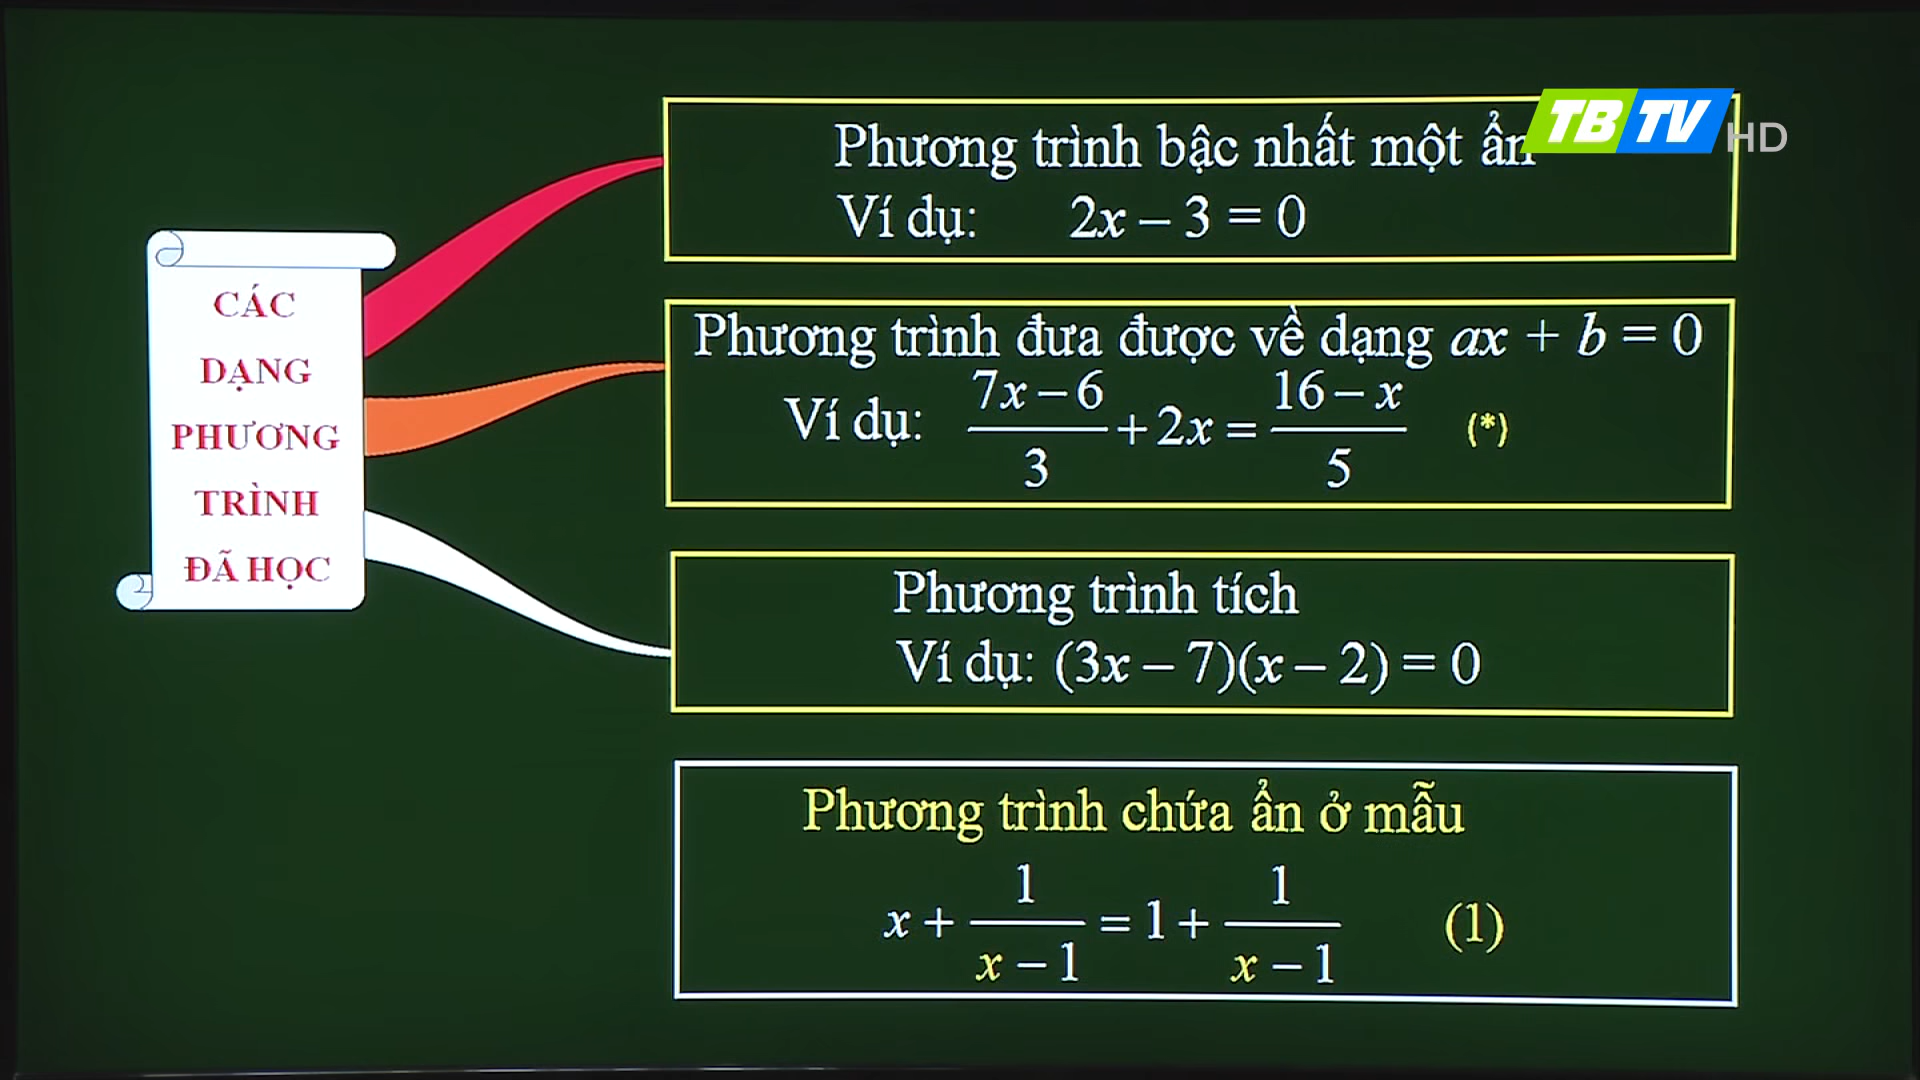 TBTV HD
CÁC
DẠNG
PHƯƠNG
TRÌNH
ĐÃ HỌC
Phương trình bậc nhất một ẩn
Ví dụ: 2x – 3 = 0
Phương trình đưa được về dạng ax + b = 0
Ví dụ: (7x – 6)/3 + 2x = (16 – x)/5 (*)
Phương trình tích
Ví dụ: (3x – 7)(x – 2) = 0
Phương trình chứa ẩn ở mẫu
x + 1/(x – 1) = 1 + 1/(x – 1) (1)